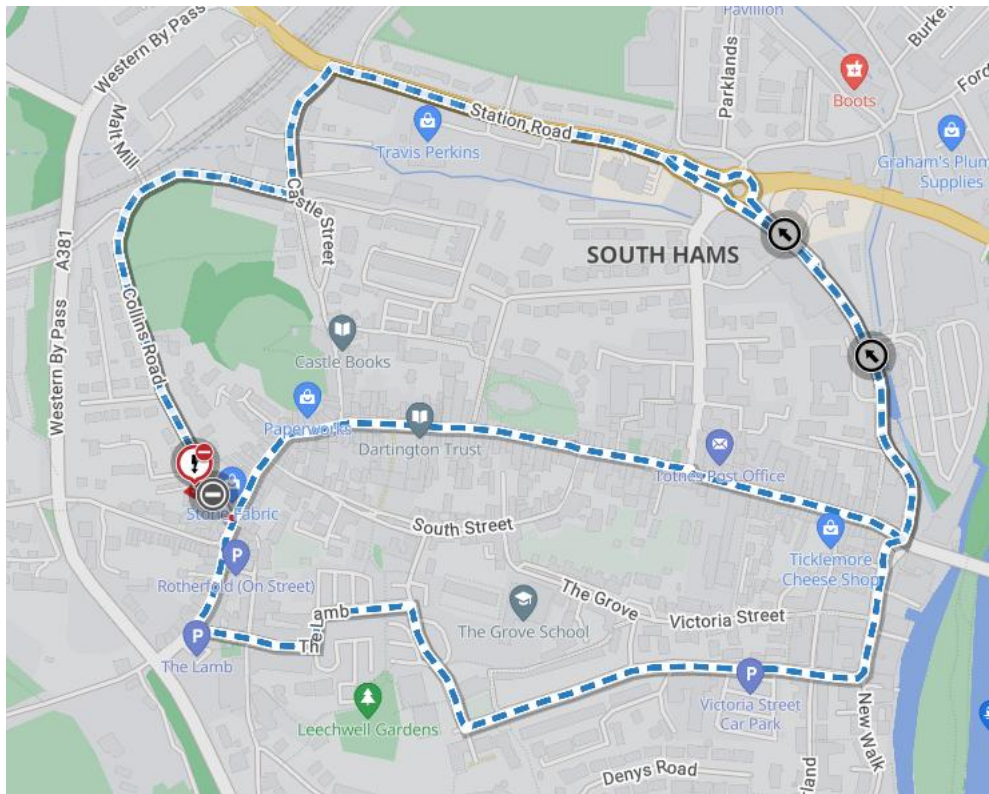 Pavillion
Burke
Western By Pass
Parklands
Boots
Ford
Malt Mill
Station Road
Travis Perkins
Graham's Plum
Supplies
Castle Street
A381
SOUTH HAMS
Western By Pass
Collins Road
Castle Books
Paperworks
Dartington Trust
Totnes Post Office
Stone Fabric
South Street
P
Rotherfold (On Street)
Ticklemore
Cheese Shop
The Grove
The Lamb
Victoria Street
The Grove School
P
The Lamb
P
Victoria Street
Car Park
Leechwell Gardens
New Walk
Denys Road
rland